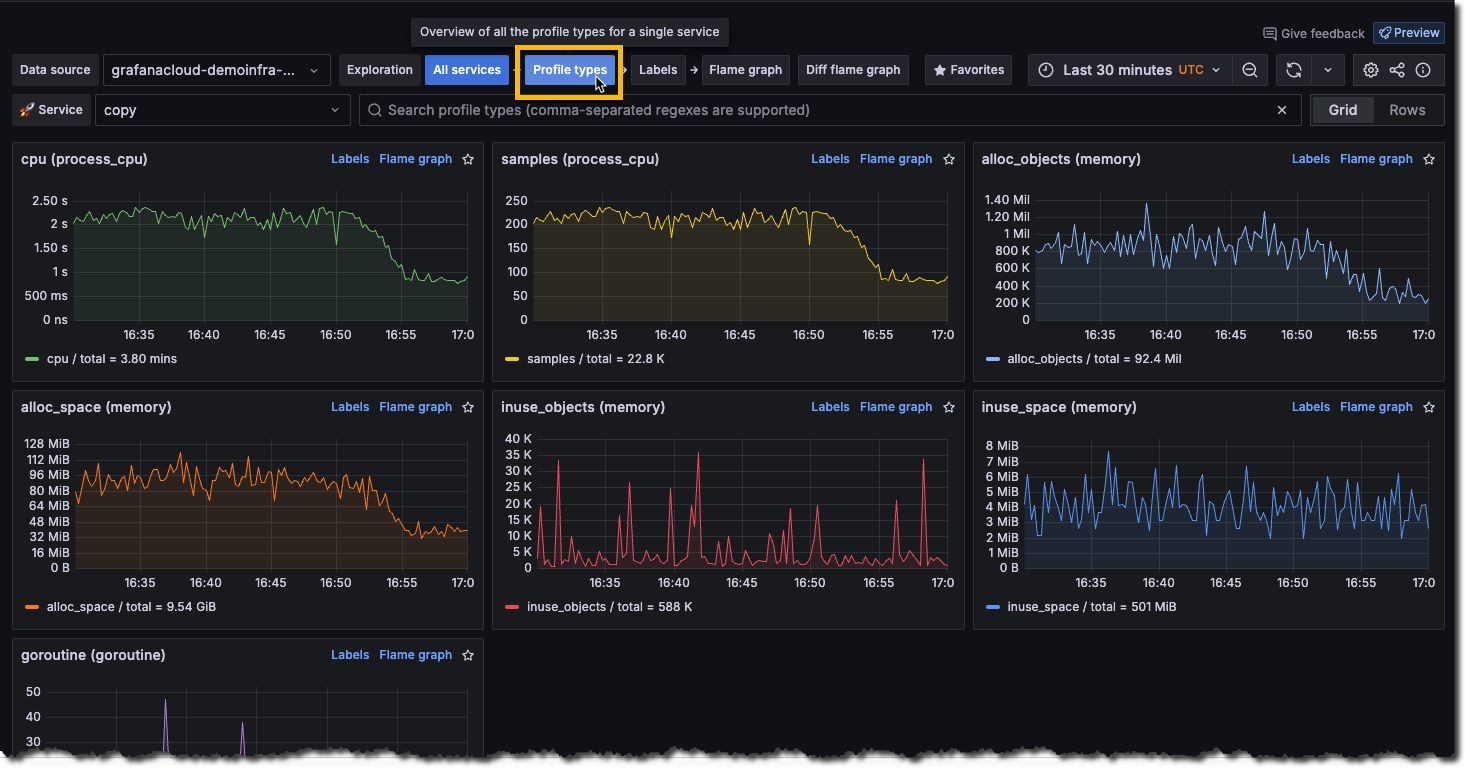 Overview of all the profile types for a single service
Give feedback
Preview
Data source
grafanacloud-demoinfra-...
Exploration
All services
Profile types
Labels
Flame graph
Diff flame graph
Favorites
Last 30 minutes UTC
Service
copy
Search profile types (comma-separated regexes are supported)
Grid
Rows
cpu (process_cpu)
Labels
Flame graph
2.50 s
2 s
1.50 s
1 s
500 ms
0 ns
16:35
16:40
16:45
16:50
16:55
17:0
cpu / total = 3.80 mins
samples (process_cpu)
Labels
Flame graph
250
200
150
100
50
0
16:35
16:40
16:45
16:50
16:55
17:0
samples / total = 22.8 K
alloc_objects (memory)
Labels
Flame graph
1.40 Mil
1.20 Mil
1 Mil
800 K
600 K
400 K
200 K
0
16:35
16:40
16:45
16:50
16:55
17:0
alloc_objects / total = 92.4 Mil
alloc_space (memory)
Labels
Flame graph
128 MiB
112 MiB
96 MiB
80 MiB
64 MiB
48 MiB
32 MiB
16 MiB
0 B
16:35
16:40
16:45
16:50
16:55
17:0
alloc_space / total = 9.54 GiB
inuse_objects (memory)
Labels
Flame graph
40 K
35 K
30 K
25 K
20 K
15 K
10 K
5 K
0
16:35
16:40
16:45
16:50
16:55
17:0
inuse_objects / total = 588 K
inuse_space (memory)
Labels
Flame graph
8 MiB
7 MiB
6 MiB
5 MiB
4 MiB
3 MiB
2 MiB
1 MiB
0 B
16:35
16:40
16:45
16:50
16:55
17:0
inuse_space / total = 501 MiB
goroutine (goroutine)
Labels
Flame graph
50
40
30